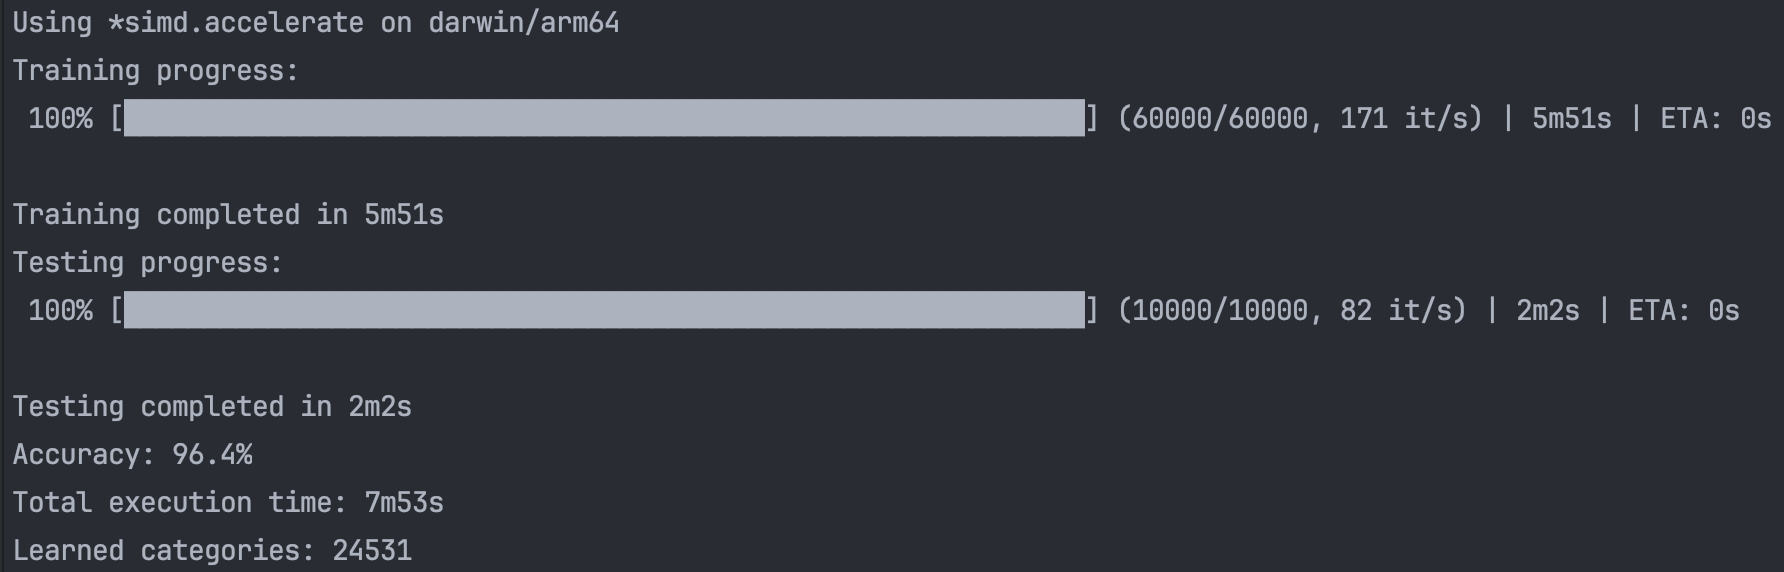 Using *simd.accelerate on darwin/arm64
Training progress:
100% [] (60000/60000, 171 it/s) | 5m51s | ETA: 0s
Training completed in 5m51s
Testing progress:
100% [] (10000/10000, 82 it/s) | 2m2s | ETA: 0s
Testing completed in 2m2s
Accuracy: 96.4%
Total execution time: 7m53s
Learned categories: 24531